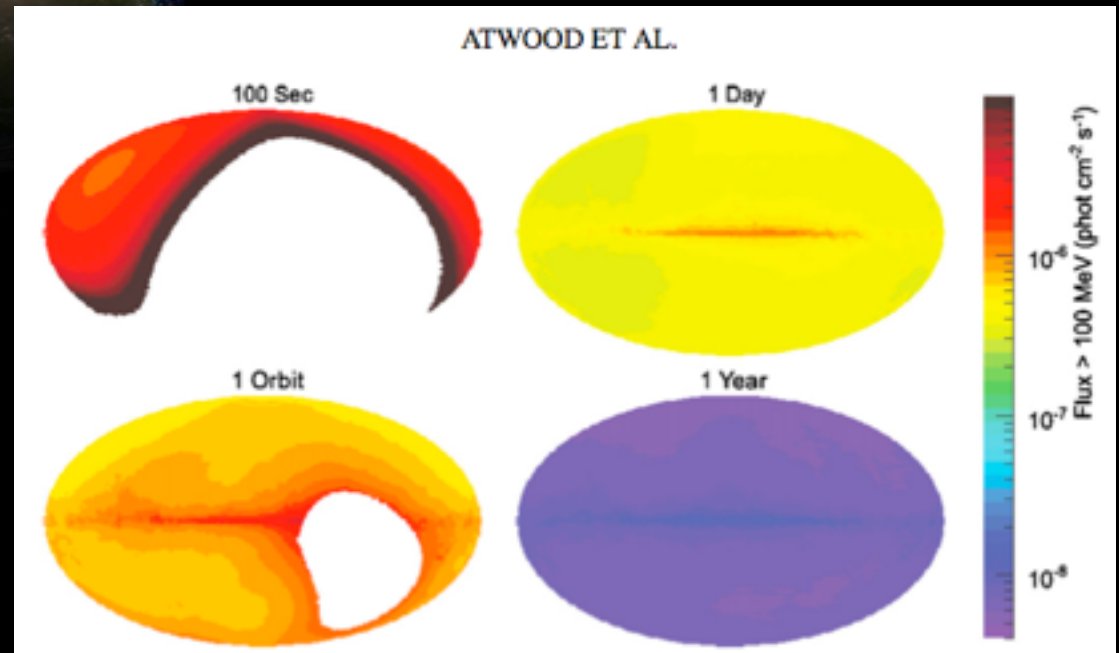 ATWOOD ET AL.
100 Sec
1 Day
1 Orbit
1 Year
10⁻⁶
10⁻⁷
10⁻⁸
Flux > 100 MeV (phot cm⁻² s⁻¹)